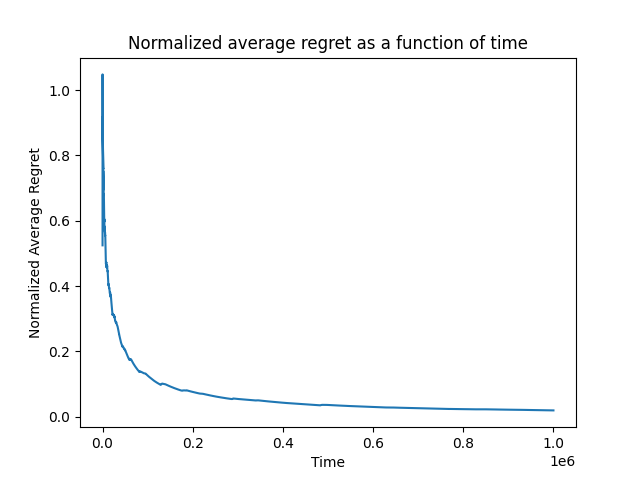 Normalized average regret as a function of time
Normalized Average Regret
1.0
0.8
0.6
0.4
0.2
0.0
0.0 0.2 0.4 0.6 0.8 1.0
1e6
Time